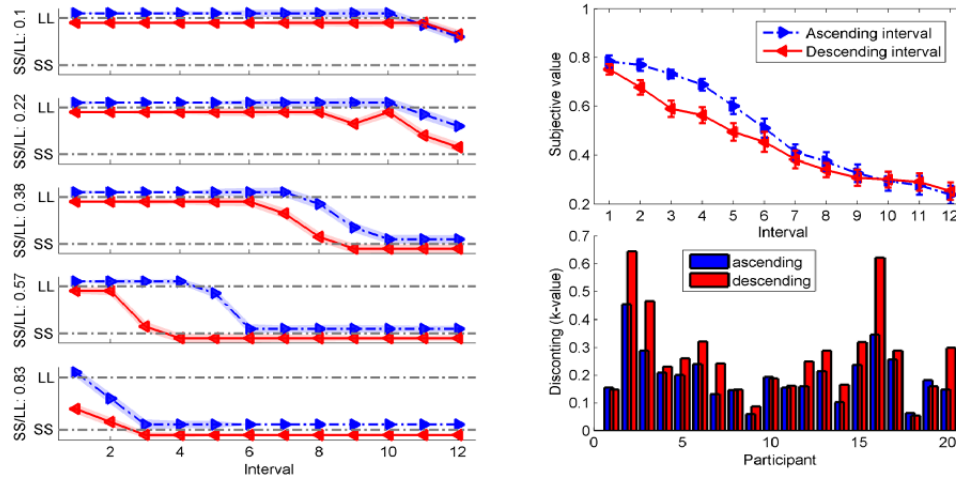 SS/LL: 0.1
LL
SS
SS/LL: 0.22
LL
SS
SS/LL: 0.38
LL
SS
SS/LL: 0.57
LL
SS
SS/LL: 0.83
LL
SS
2 4 6 8 10 12
Interval
Subjective value
1
0.8
0.6
0.4
0.2
Ascending interval
Descending interval
1 2 3 4 5 6 7 8 9 10 11 12
Interval
Disconting (k-value)
0.7
0.6
0.5
0.4
0.3
0.2
0.1
0
ascending
descending
0 5 10 15 20
Participant